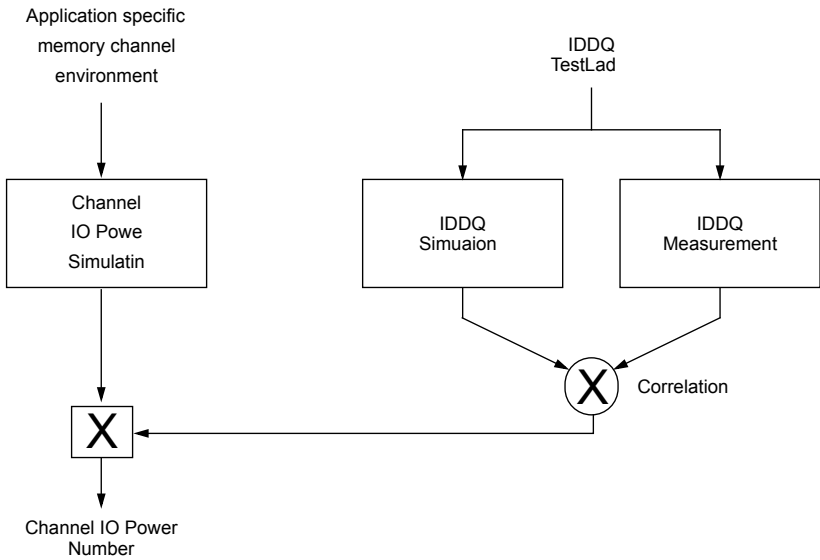 Application specific
memory channel
environment
IDDQ
TestLad
Channel
IO Powe
Simulatin
IDDQ
Simuaion
IDDQ
Measurement
X
Correlation
X
Channel IO Power
Number